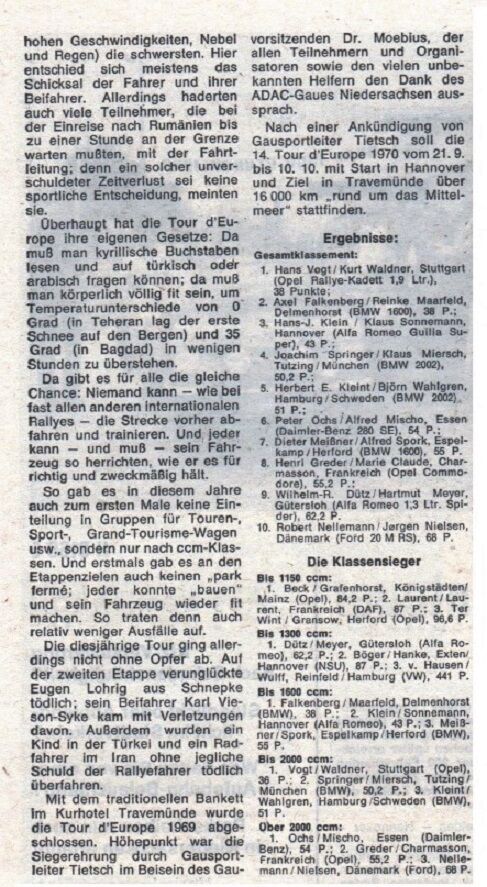 hohen Geschwindigkeiten, Nebel
und Regen) die schwersten. Hier
entschied sich meistens das
Schicksal der Fahrer und ihrer
Beifahrer. Allerdings haderten
auch viele Teilnehmer, die bei
der Einreise nach Rumänien bis
zu einer Stunde an der Grenze
warten mußten, mit der Fahrt-
leitung; denn ein solcher unver-
schuldeter Zeitverlust sei keine
sportliche Entscheidung, meinten
sie.
Überhaupt hat die Tour d'Eu-
rope ihre eigenen Gesetze: Da
muß man kyrillische Buchstaben
lesen und auf türkisch oder
arabisch fragen können; da muß
man körperlich völlig fit sein, um
Temperaturunterschiede von 0
Grad (in Teheran lag der erste
Schnee auf den Bergen) und 35
Grad (in Bagdad) in wenigen
Stunden zu überstehen.
Da gibt es für alle die gleiche
Chance: Niemand kann – wie bei
fast allen anderen internationalen
Rallyes – die Strecke vorher ab-
fahren und trainieren. Und jeder
kann – und muß – sein Fahr-
zeug so herrichten, wie er es für
richtig und zweckmäßig hält.
So gab es in diesem Jahre
auch zum ersten Male keine Ein-
teilung in Gruppen für Touren-,
Sport-, Grand-Tourisme-Wagen
usw., sondern nur nach ccm-Klas-
sen. Und erstmals gab es an den
Etappenzielen auch keinen „park
fermé; jeder konnte „bauen"
und sein Fahrzeug wieder fit
machen. So traten denn auch
relativ weniger Ausfälle auf.
Die diesjährige Tour ging aller-
dings nicht ohne Opfer ab. Auf
der zweiten Etappe verunglückte
Eugen Lohrig aus Schnepke
tödlich; sein Beifahrer Karl Vie-
son-Syke kam mit Verletzungen
davon. Außerdem wurden ein
Kind in der Türkei und ein Rad-
fahrer im Iran ohne jegliche
Schuld der Rallyefahrer tödlich
überfahren.
Mit dem traditionellen Bankett
im Kurhotel Travemünde wurde
die Tour d'Europe 1969 abge-
schlossen. Höhepunkt war die
Siegerehrung durch Gausport-
leiter Tietsch im Beisein des Gau-
vorsitzenden Dr. Moebius, der
allen Teilnehmern und Organi-
satoren sowie den vielen unbe-
kannten Helfern den Dank des
ADAC-Gaues Niedersachsen aus-
sprach.
Nach einer Ankündigung von
Gausportleiter Tietsch soll die
14. Tour d'Europe 1970 vom 21. 9.
bis 10. 10. mit Start in Hannover
und Ziel in Travemünde über
16 000 km „rund um das Mittel-
meer" stattfinden.
Ergebnisse:
Gesamtklassement:
1. Hans Vogt / Kurt Waldner, Stuttgart
(Opel Rallye-Kadett 1,9 Ltr.),
38 Punkte;
2. Axel Falkenberg / Reinke Maarfeld,
Delmenhorst (BMW 1600), 38 P.;
3. Hans-J. Klein / Klaus Sonnemann,
Hannover (Alfa Romeo Guilia Su-
per), 43 P.;
4. Joachim Springer / Klaus Miersch,
Tutzing / München (BMW 2002),
50,2 P.;
5. Herbert E. Kleint / Björn Wahlgren,
Hamburg / Schweden (BMW 2002),
51 P.;
6. Peter Ochs / Alfred Mischo, Essen
(Daimler-Benz 280 SE), 54 P.;
7. Dieter Meißner / Alfred Spork, Espel-
kamp / Herford (BMW 1600), 55 P.
8. Henri Greder / Marie Claude, Char-
masson, Frankreich (Opel Commo-
dore), 55,2 P.;
9. Wilhelm-R. Dütz / Hartmut Meyer,
Gütersloh (Alfa Romeo 1,3 Ltr. Spi-
der), 62,2 P.
10. Robert Nellemann / Jørgen Nielsen,
Dänemark (Ford 20 M RS), 68 P.
Die Klassensieger
Bis 1150 ccm:
1. Beck / Grafenhorst, Königstädten/
Mainz (Opel), 84,2 P.; 2. Laurent / Lau-
rent, Frankreich (DAF), 87 P.; 3. Ter
Wint / Gransow, Herford (Opel), 96,6 P.
Bis 1300 ccm:
1. Dütz / Meyer, Gütersloh (Alfa Ro-
meo), 62,2 P.; 2. Böger / Hanke, Exten/
Hannover (NSU), 87 P.; 3. v. Hausen /
Wulff, Reinfeld / Hamburg (VW), 441 P.
Bis 1600 ccm:
1. Falkenberg / Maarfeld, Delmenhorst
(BMW), 38 P.; 2. Klein / Sonnemann,
Hannover (Alfa Romeo), 43 P.; 3. Meiß-
ner / Spork, Espelkamp / Herford (BMW),
55 P.
Bis 2000 ccm:
1. Vogt / Waldner, Stuttgart (Opel),
36 P.; 2. Springer / Miersch, Tutzing /
München (BMW), 50,2 P.; 3. Kleint /
Wahlgren, Hamburg / Schweden (BMW),
51 P.
Über 2000 ccm:
1. Ochs / Mischo, Essen (Daimler-
Benz), 54 P.; 2. Greder / Charmasson,
Frankreich (Opel), 55,2 P.; 3. Nelle-
mann / Nielsen, Dänemark (Ford), 68 P.